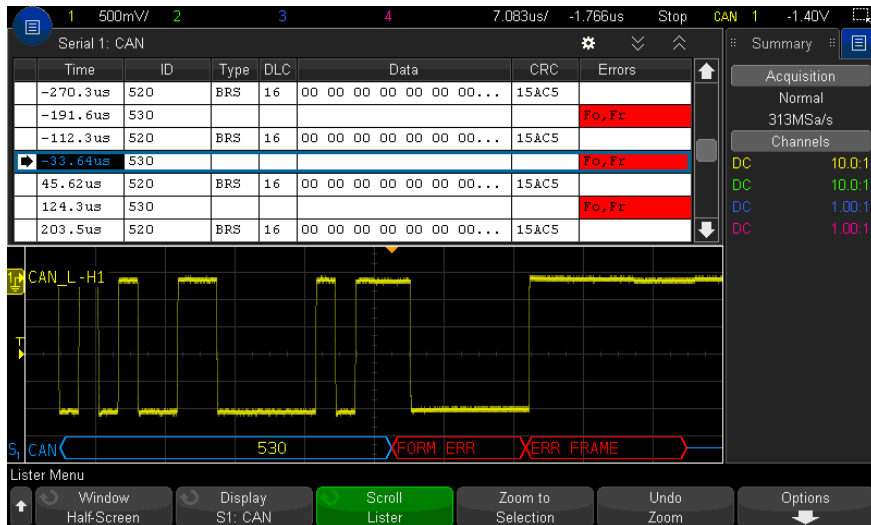 1 500mV/ 2 3 4 7.083us/ -1.766us Stop CAN 1 -1.40V
Serial 1: CAN
Summary
Time ID Type DLC Data CRC Errors
-270.3us 520 BRS 16 00 00 00 00 00 00 00... 15AC5
-191.6us 530 Fo,Fr
-112.3us 520 BRS 16 00 00 00 00 00 00 00... 15AC5
-33.64us 530 Fo,Fr
45.62us 520 BRS 16 00 00 00 00 00 00 00... 15AC5
124.3us 530 Fo,Fr
203.5us 520 BRS 16 00 00 00 00 00 00 00... 15AC5
Acquisition
Normal
313MSa/s
Channels
DC 10.0:1
DC 10.0:1
DC 1.00:1
DC 1.00:1
1 CAN_L-H1
T
S1 CAN 530 FORM ERR ERR FRAME
Lister Menu
Window
Half-Screen
Display
S1: CAN
Scroll
Lister
Zoom to
Selection
Undo
Zoom
Options